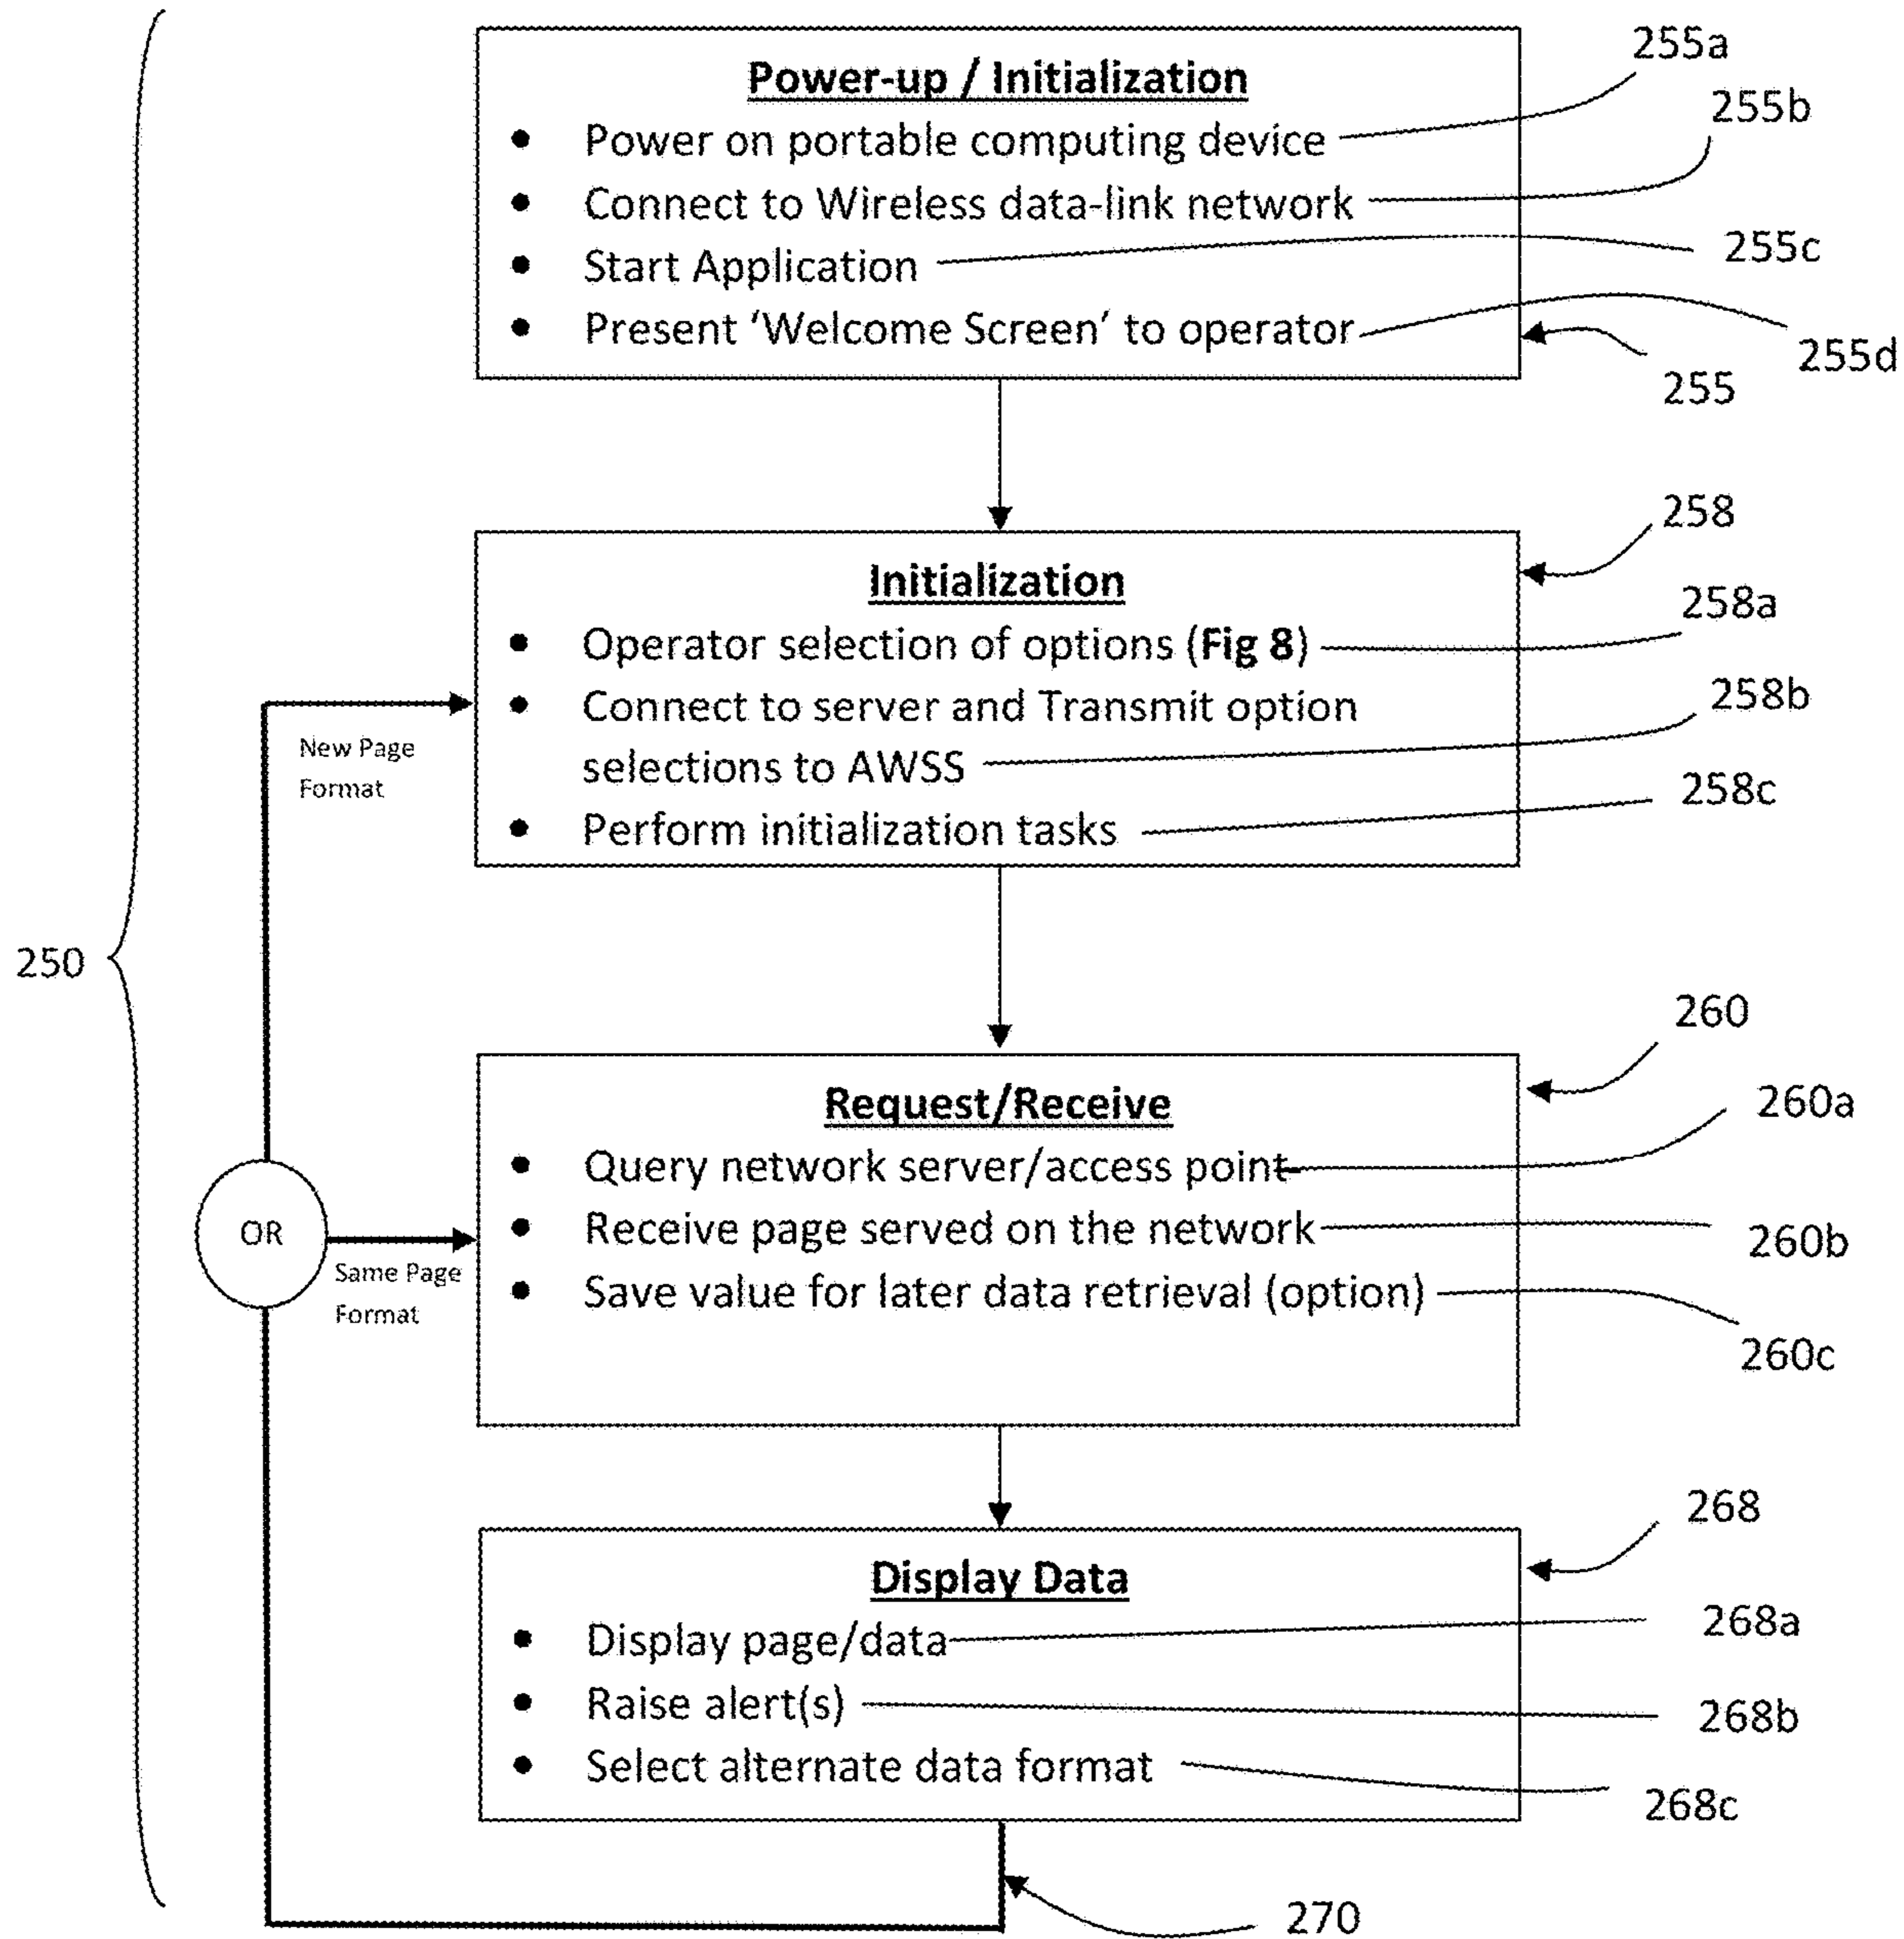 Power-up / Initialization
• Power on portable computing device
• Connect to Wireless data-link network
• Start Application
• Present ‘Welcome Screen’ to operator
255a
255b
255c
255d
255
258
Initialization
• Operator selection of options (Fig 8)
• Connect to server and Transmit option
selections to AWSS
• Perform initialization tasks
258a
258b
258c
New Page
Format
250
260
Request/Receive
• Query network server/access point
• Receive page served on the network
• Save value for later data retrieval (option)
260a
260b
260c
OR
Same Page
Format
268
Display Data
• Display page/data
• Raise alert(s)
• Select alternate data format
268a
268b
268c
270